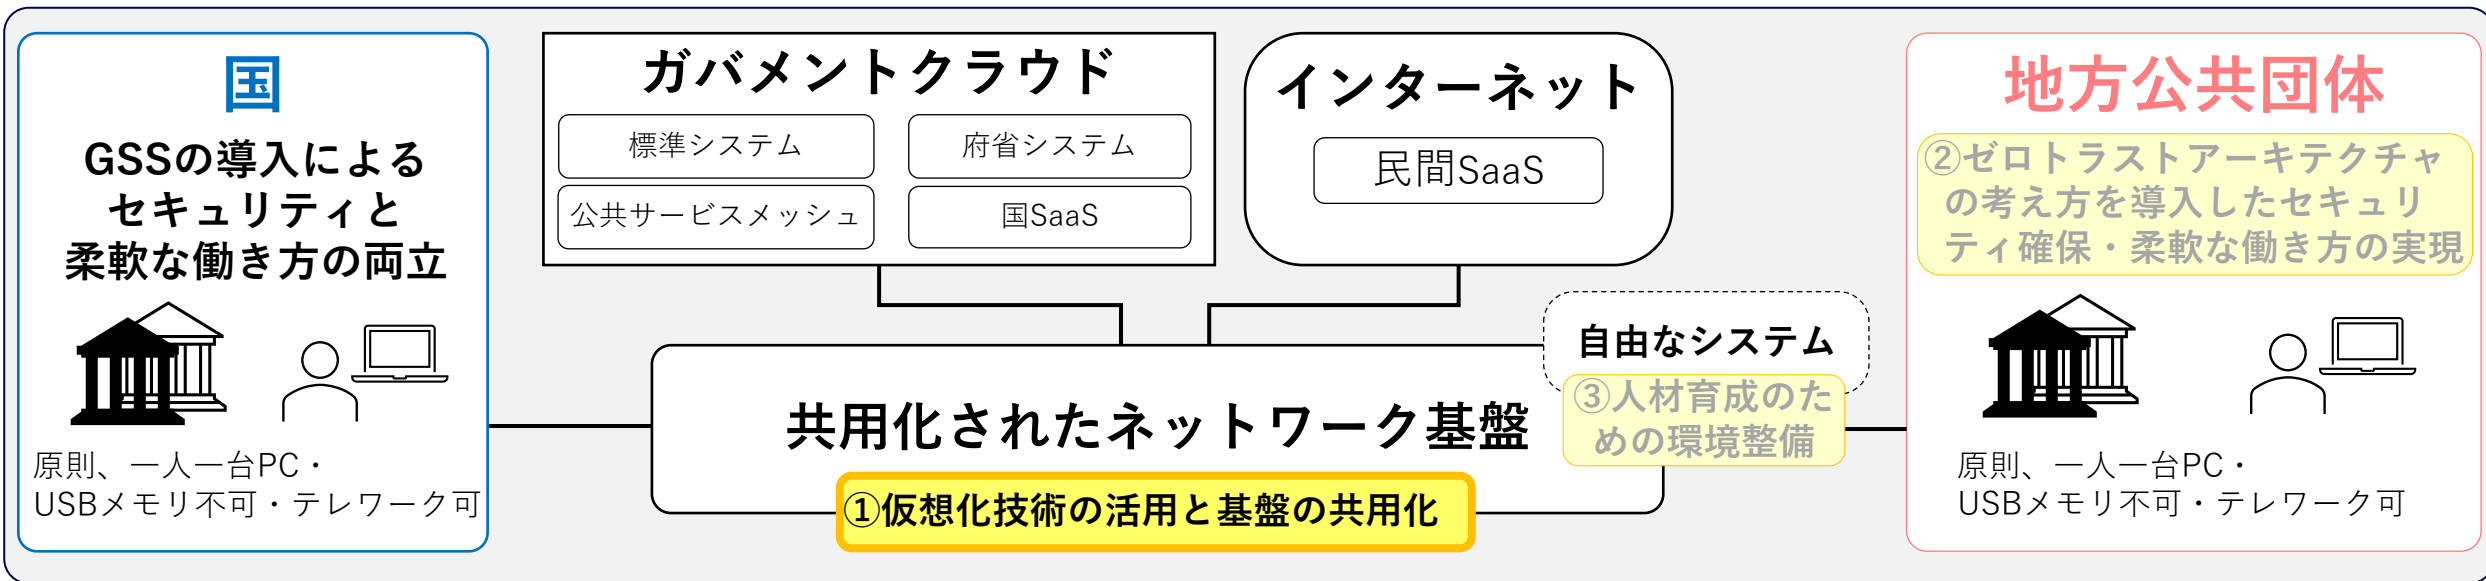 国
GSSの導入による
セキュリティと
柔軟な働き方の両立
原則、一人一台PC・
USBメモリ不可・テレワーク可
ガバメントクラウド
標準システム
府省システム
公共サービスメッシュ
国SaaS
インターネット
民間SaaS
自由なシステム
③人材育成のた
めの環境整備
共用化されたネットワーク基盤
①仮想化技術の活用と基盤の共用化
地方公共団体
②ゼロトラストアーキテクチャ
の考え方を導入したセキュリ
ティ確保・柔軟な働き方の実現
原則、一人一台PC・
USBメモリ不可・テレワーク可